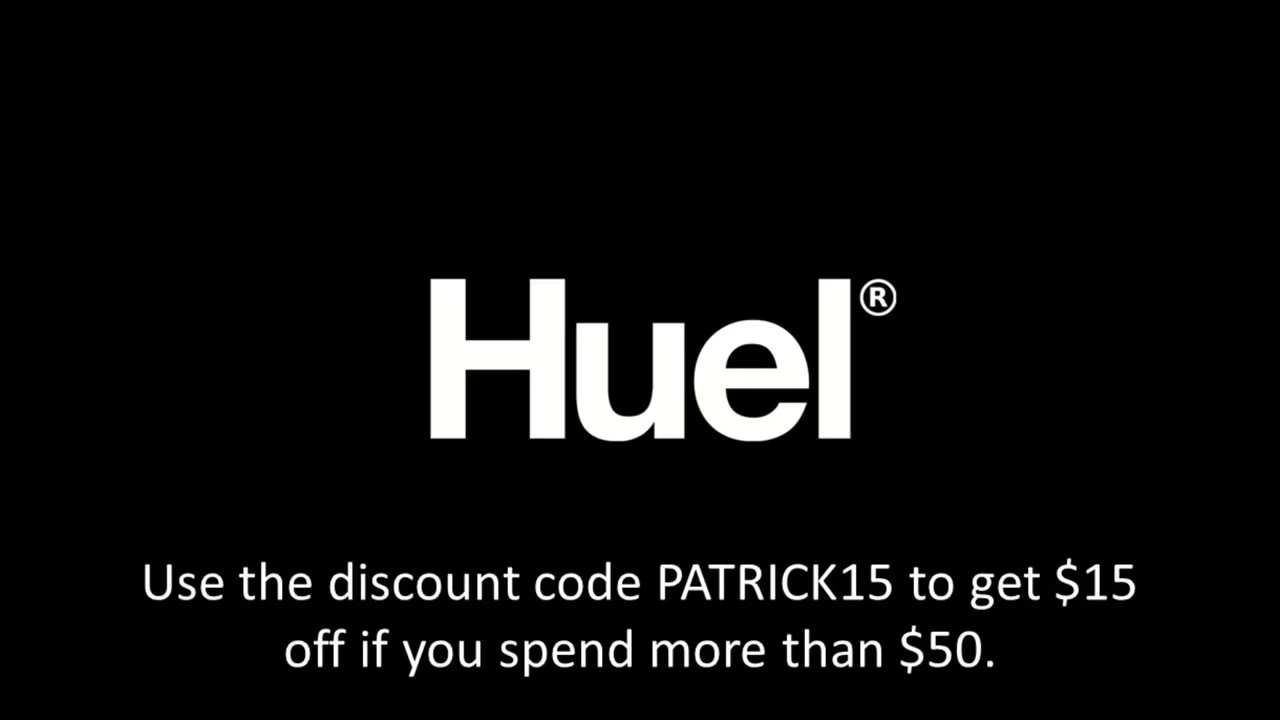 Huel®
Use the discount code PATRICK15 to get $15
off if you spend more than $50.